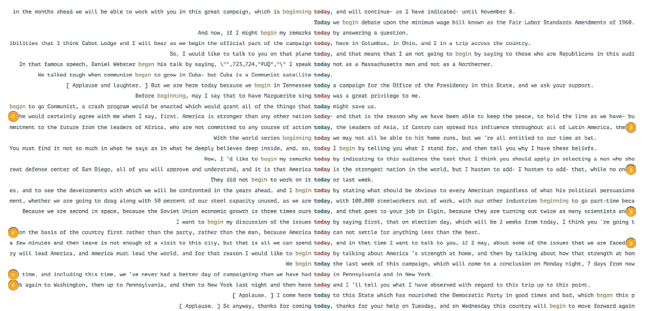 in the months ahead we will be able to work with you in this great campaign, which is beginning today, and will continue- as I have indicated- until November 8.
Today we begin debate upon the minimum wage bill known as the Fair Labor Standards Amendments of 1960.
And now, if I might begin my remarks today by answering a question.
ibilities that I think Cabot Lodge and I will bear as we begin the official part of the campaign today, here in Columbus, in Ohio, and in a trip across the country.
So, I would like to talk to you on that plane today, and that means that I am not going to begin by saying to those who are Republicans in this audi
In that famous speech, Daniel Webster began his talk by saying, \"",723,724,"PUQ","\" I speak today not as a Massachusetts man and not as a Northerner.
We talked tough when communism began to grow in Cuba- but Cuba is a Communist satellite today.
[ Applause and laughter. ] But we are here today because we begin in Tennessee today a campaign for the Office of the Presidency in this State, and we ask your support.
Before beginning, may I say that to have Marguerite sing today was a great privilege to me.
began to go Communist, a crash program would be enacted which would grant all of the things that today might save us.
he would certainly agree with me when I say, first, America is stronger than any other nation today- and that is the reason why we have been able to keep the peace, to hold the line as we have- bu
mmitment to the future from the leaders of Africa, who are not committed to any course of action today, the leaders of Asia, if Castro can spread his influence throughout all of Latin America, the
With the world series beginning today we may not all be able to hit home runs, but we 're all entitled to our time at bat.
You must find it not so much in what he says as in what he deeply believes deep inside, and, so, today I begin by telling you what I stand for, and then tell you why I have these beliefs.
Now, I 'd like to begin my remarks today by indicating to this audience the test that I think you should apply in selecting a man who sho
reat defense center of San Diego, all of you will approve and understand, and it is that America today is the strongest nation in the world, but I hasten to add- I hasten to add- that, while no on
They did not begin to work on it today or last week.
es, and to see the developments with which we will be confronted in the years ahead, and I begin today by stating what should be obvious to every American regardless of what his political persuasions
ment, whether we are going to drag along with 50 percent of our steel capacity unused, as we are today, with 100,000 steelworkers out of work, with our other industries beginning to go part-time beca
Because we are second in space, because the Soviet Union economic growth is three times ours today, and that goes to your job in Elgin, because they are turning out twice as many scientists an
I want to begin my discussion of the issues today by saying first, that on election day, which will be 2 weeks from today, I think you 're going t
on the basis of the country first rather than the party, rather than the man, because America today can not settle for anything less than the best.
a few minutes and then leave is not enough of a visit to this city, but that is all we can spend today, and in that time I want to talk to you, if I may, about some of the issues that we are faced
ry will lead America, and America must lead the world, and for that reason I would like to begin today by talking about America 's strength at home, and then by talking about how that strength at hom
We begin today the last week of this campaign, which will come to a conclusion on Monday night, 7 days from now
time, and including this time, we 've never had a better day of campaigning than we have had today in Pennsylvania and in New York.
k again to Washington, then up to Pennsylvania, and then to New York last night and then here today and I 'll tell you what I have observed with regard to this trip up to this point.
[ Applause. ] I come here today to this State which has nourished the Democratic Party in good times and bad, which began this p
[ Applause. ] So anyway, thanks for coming today, thanks for your help on Tuesday, and on Wednesday this country will begin to move forward again